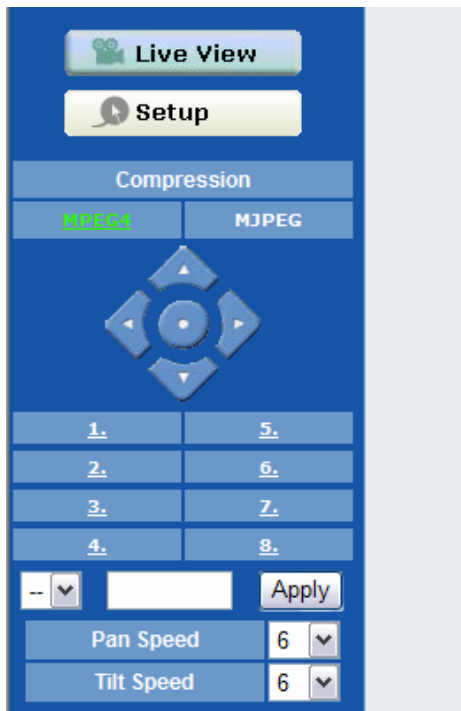 Live View
Setup
Compression
MPEG4 MJPEG
1. 5.
2. 6.
3. 7.
4. 8.
-- Apply
Pan Speed 6
Tilt Speed 6